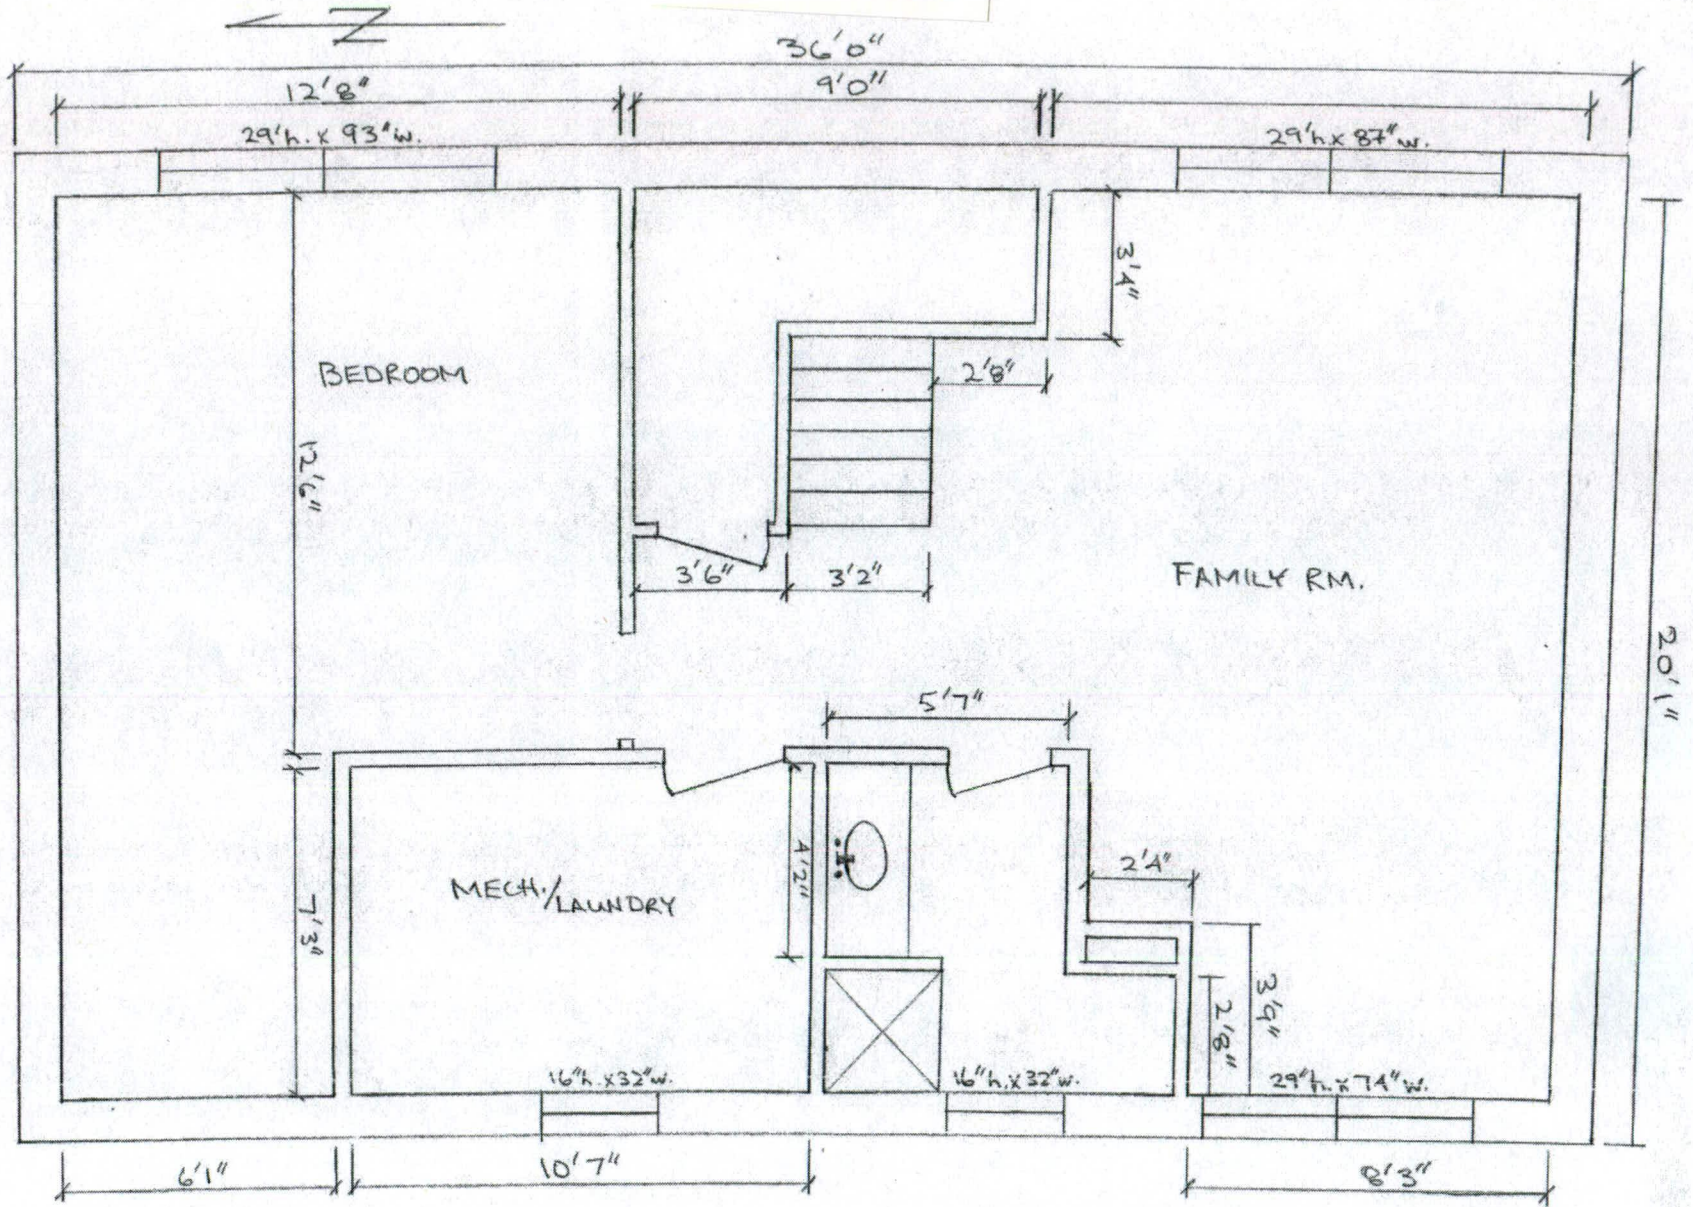 N
36'0"
12'8"
9'0"
29'h. x 93"w.
29'h x 87"w.
3'4"
BEDROOM
2'8"
12'6"
3'6"
3'2"
FAMILY RM.
20'1"
5'7"
4'2"
2'4"
MECH./LAUNDRY
7'3"
3'9"
2'8"
16"h. x 32"w.
16"h. x 32"w.
29"h. x 74"w.
6'1"
10'7"
8'3"